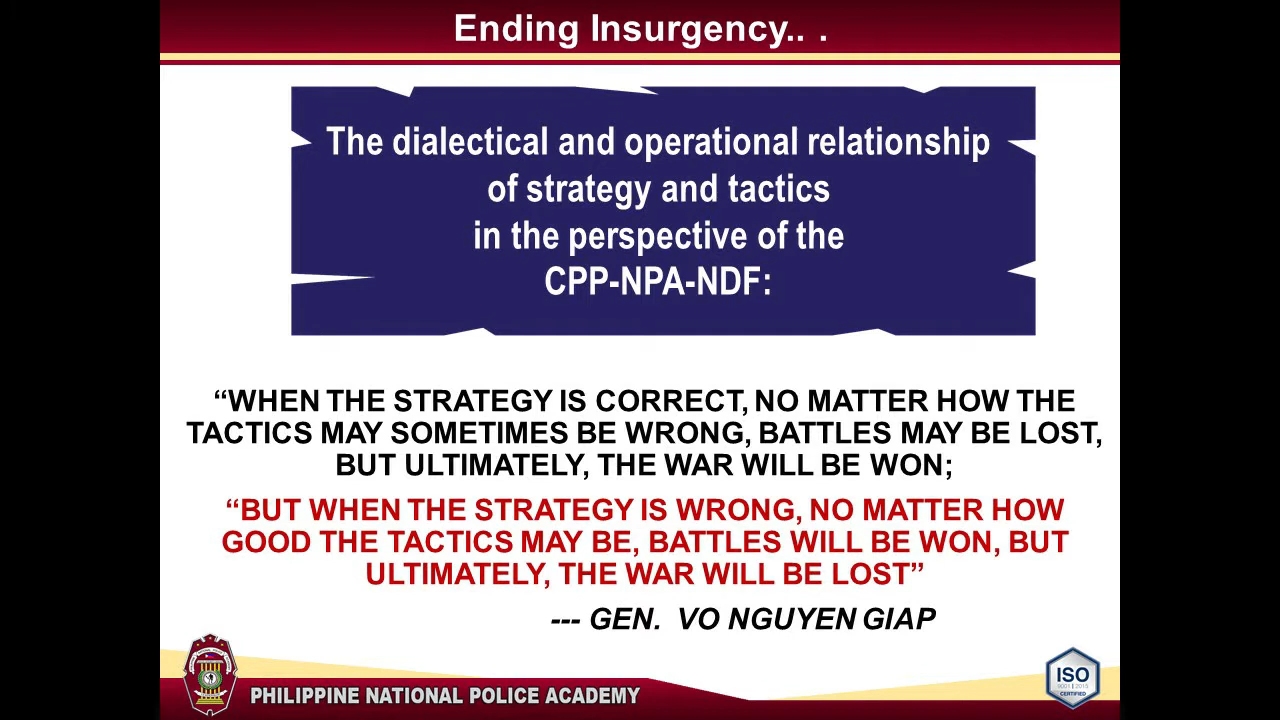 Ending Insurgency.. .
The dialectical and operational relationship
of strategy and tactics
in the perspective of the
CPP-NPA-NDF:
“WHEN THE STRATEGY IS CORRECT, NO MATTER HOW THE
TACTICS MAY SOMETIMES BE WRONG, BATTLES MAY BE LOST,
BUT ULTIMATELY, THE WAR WILL BE WON;
“BUT WHEN THE STRATEGY IS WRONG, NO MATTER HOW
GOOD THE TACTICS MAY BE, BATTLES WILL BE WON, BUT
ULTIMATELY, THE WAR WILL BE LOST”
--- GEN. VO NGUYEN GIAP
PHILIPPINE NATIONAL POLICE ACADEMY
ISO
9001 | 2015
CERTIFIED